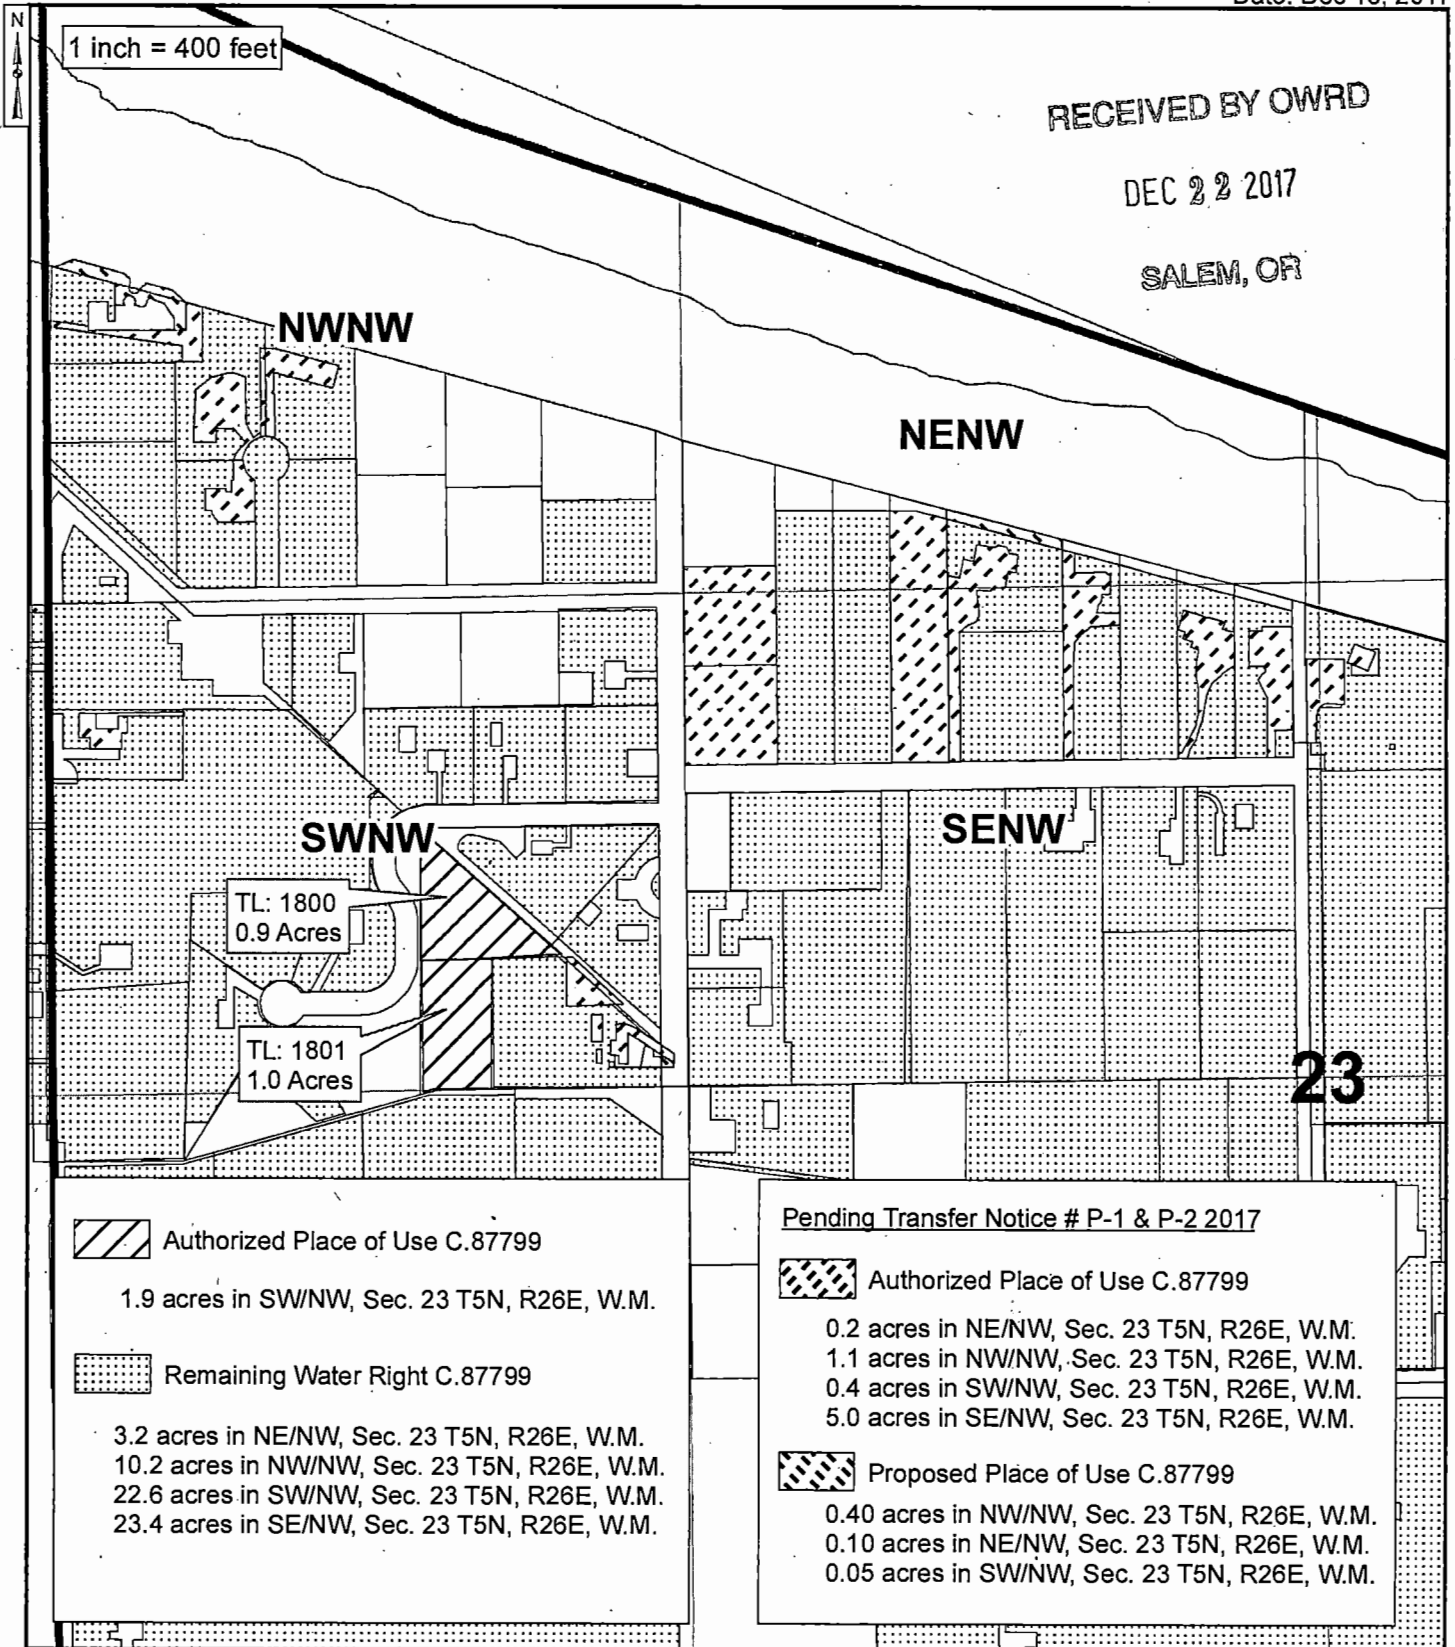 N
1 inch = 400 feet
RECEIVED BY OWRD
DEC 22 2017
SALEM, OR
NWNW
NENW
SWNW
SENW
TL: 1800
0.9 Acres
TL: 1801
1.0 Acres
23
Authorized Place of Use C.87799
1.9 acres in SW/NW, Sec. 23 T5N, R26E, W.M.
Remaining Water Right C.87799
3.2 acres in NE/NW, Sec. 23 T5N, R26E, W.M.
10.2 acres in NW/NW, Sec. 23 T5N, R26E, W.M.
22.6 acres in SW/NW, Sec. 23 T5N, R26E, W.M.
23.4 acres in SE/NW, Sec. 23 T5N, R26E, W.M.
Pending Transfer Notice # P-1 & P-2 2017
Authorized Place of Use C.87799
0.2 acres in NE/NW, Sec. 23 T5N, R26E, W.M.
1.1 acres in NW/NW, Sec. 23 T5N, R26E, W.M.
0.4 acres in SW/NW, Sec. 23 T5N, R26E, W.M.
5.0 acres in SE/NW, Sec. 23 T5N, R26E, W.M.
Proposed Place of Use C.87799
0.40 acres in NW/NW, Sec. 23 T5N, R26E, W.M.
0.10 acres in NE/NW, Sec. 23 T5N, R26E, W.M.
0.05 acres in SW/NW, Sec. 23 T5N, R26E, W.M.